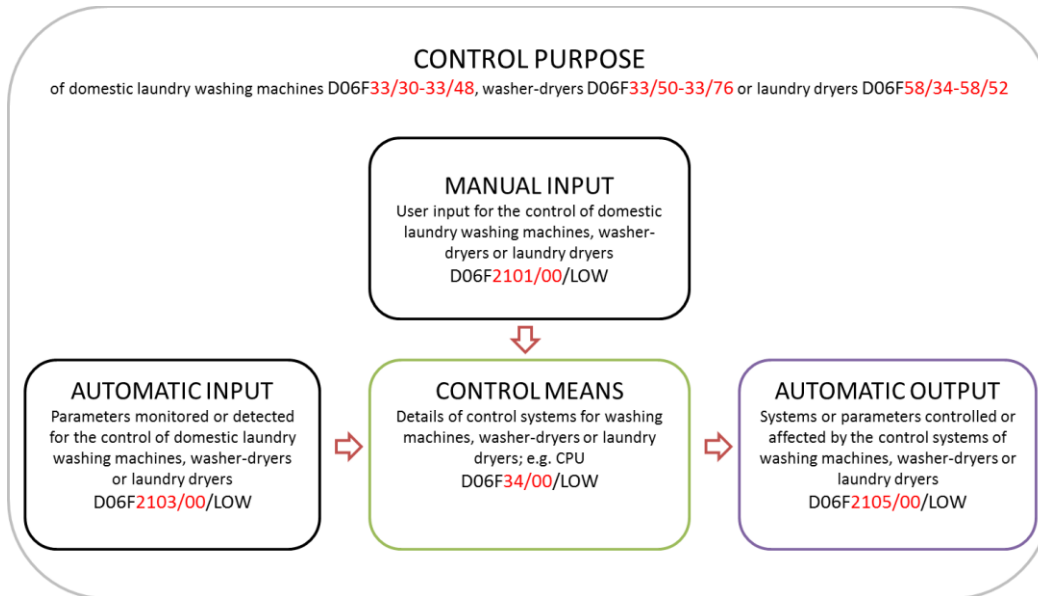 CONTROL PURPOSE
of domestic laundry washing machines D06F33/30-33/48, washer-dryers D06F33/50-33/76 or laundry dryers D06F58/34-58/52
MANUAL INPUT
User input for the control of domestic
laundry washing machines, washer-
dryers or laundry dryers
D06F2101/00/LOW
AUTOMATIC INPUT
Parameters monitored or detected
for the control of domestic laundry
washing machines, washer-dryers
or laundry dryers
D06F2103/00/LOW
CONTROL MEANS
Details of control systems for washing
machines, washer-dryers or laundry
dryers; e.g. CPU
D06F34/00/LOW
AUTOMATIC OUTPUT
Systems or parameters controlled or
affected by the control systems of
washing machines, washer-dryers or
laundry dryers
D06F2105/00/LOW